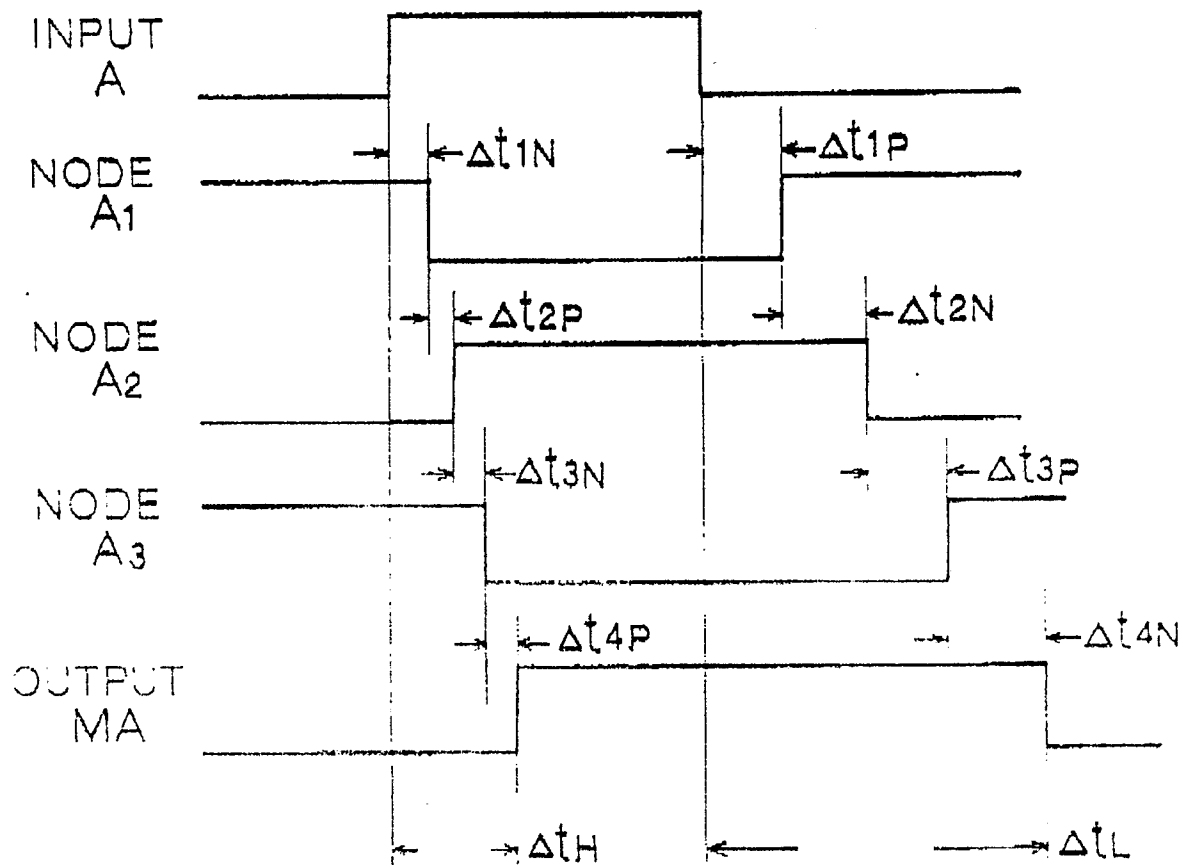 INPUT
A
Δt1N
Δt1P
NODE
A1
Δt2P
Δt2N
NODE
A2
Δt3N
Δt3P
NODE
A3
Δt4P
Δt4N
OUTPUT
MA
ΔtH
ΔtL